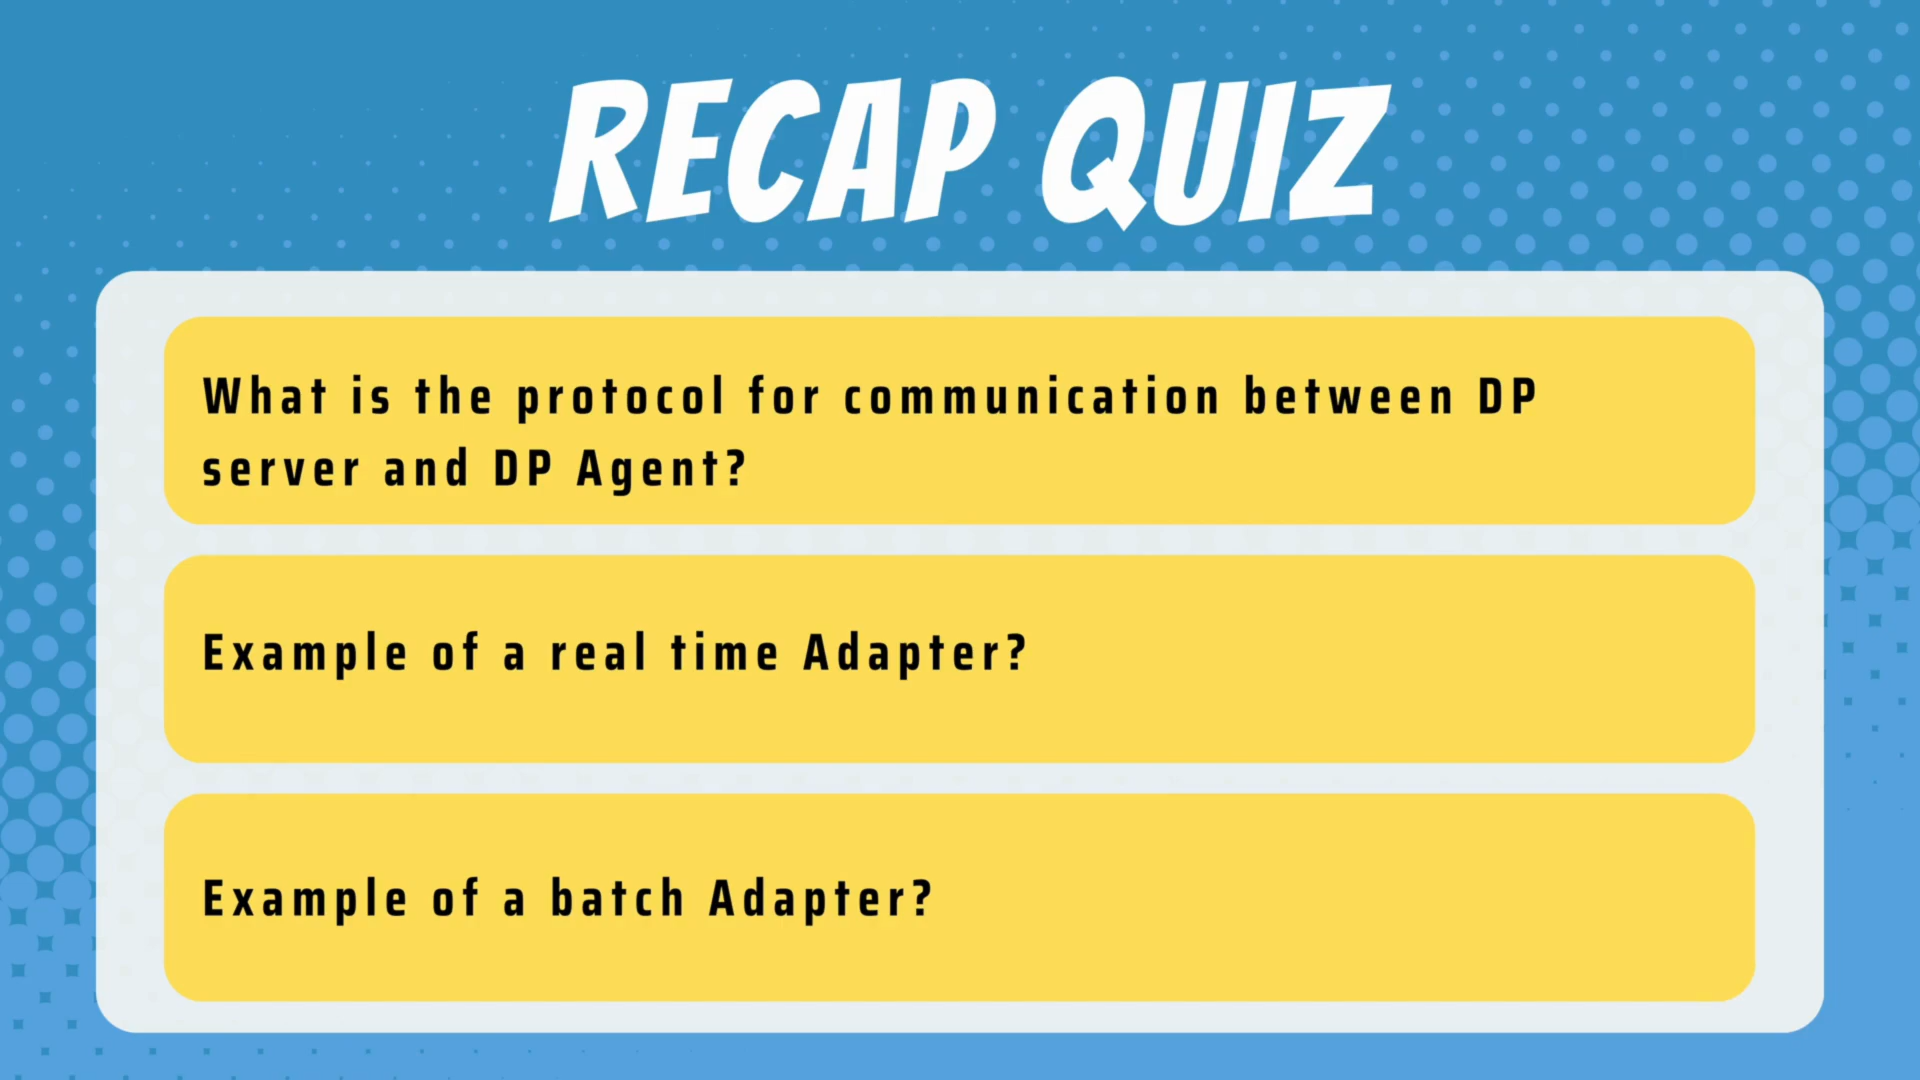 RECAP QUIZ
What is the protocol for communication between DP
server and DP Agent?
Example of a real time Adapter?
Example of a batch Adapter?